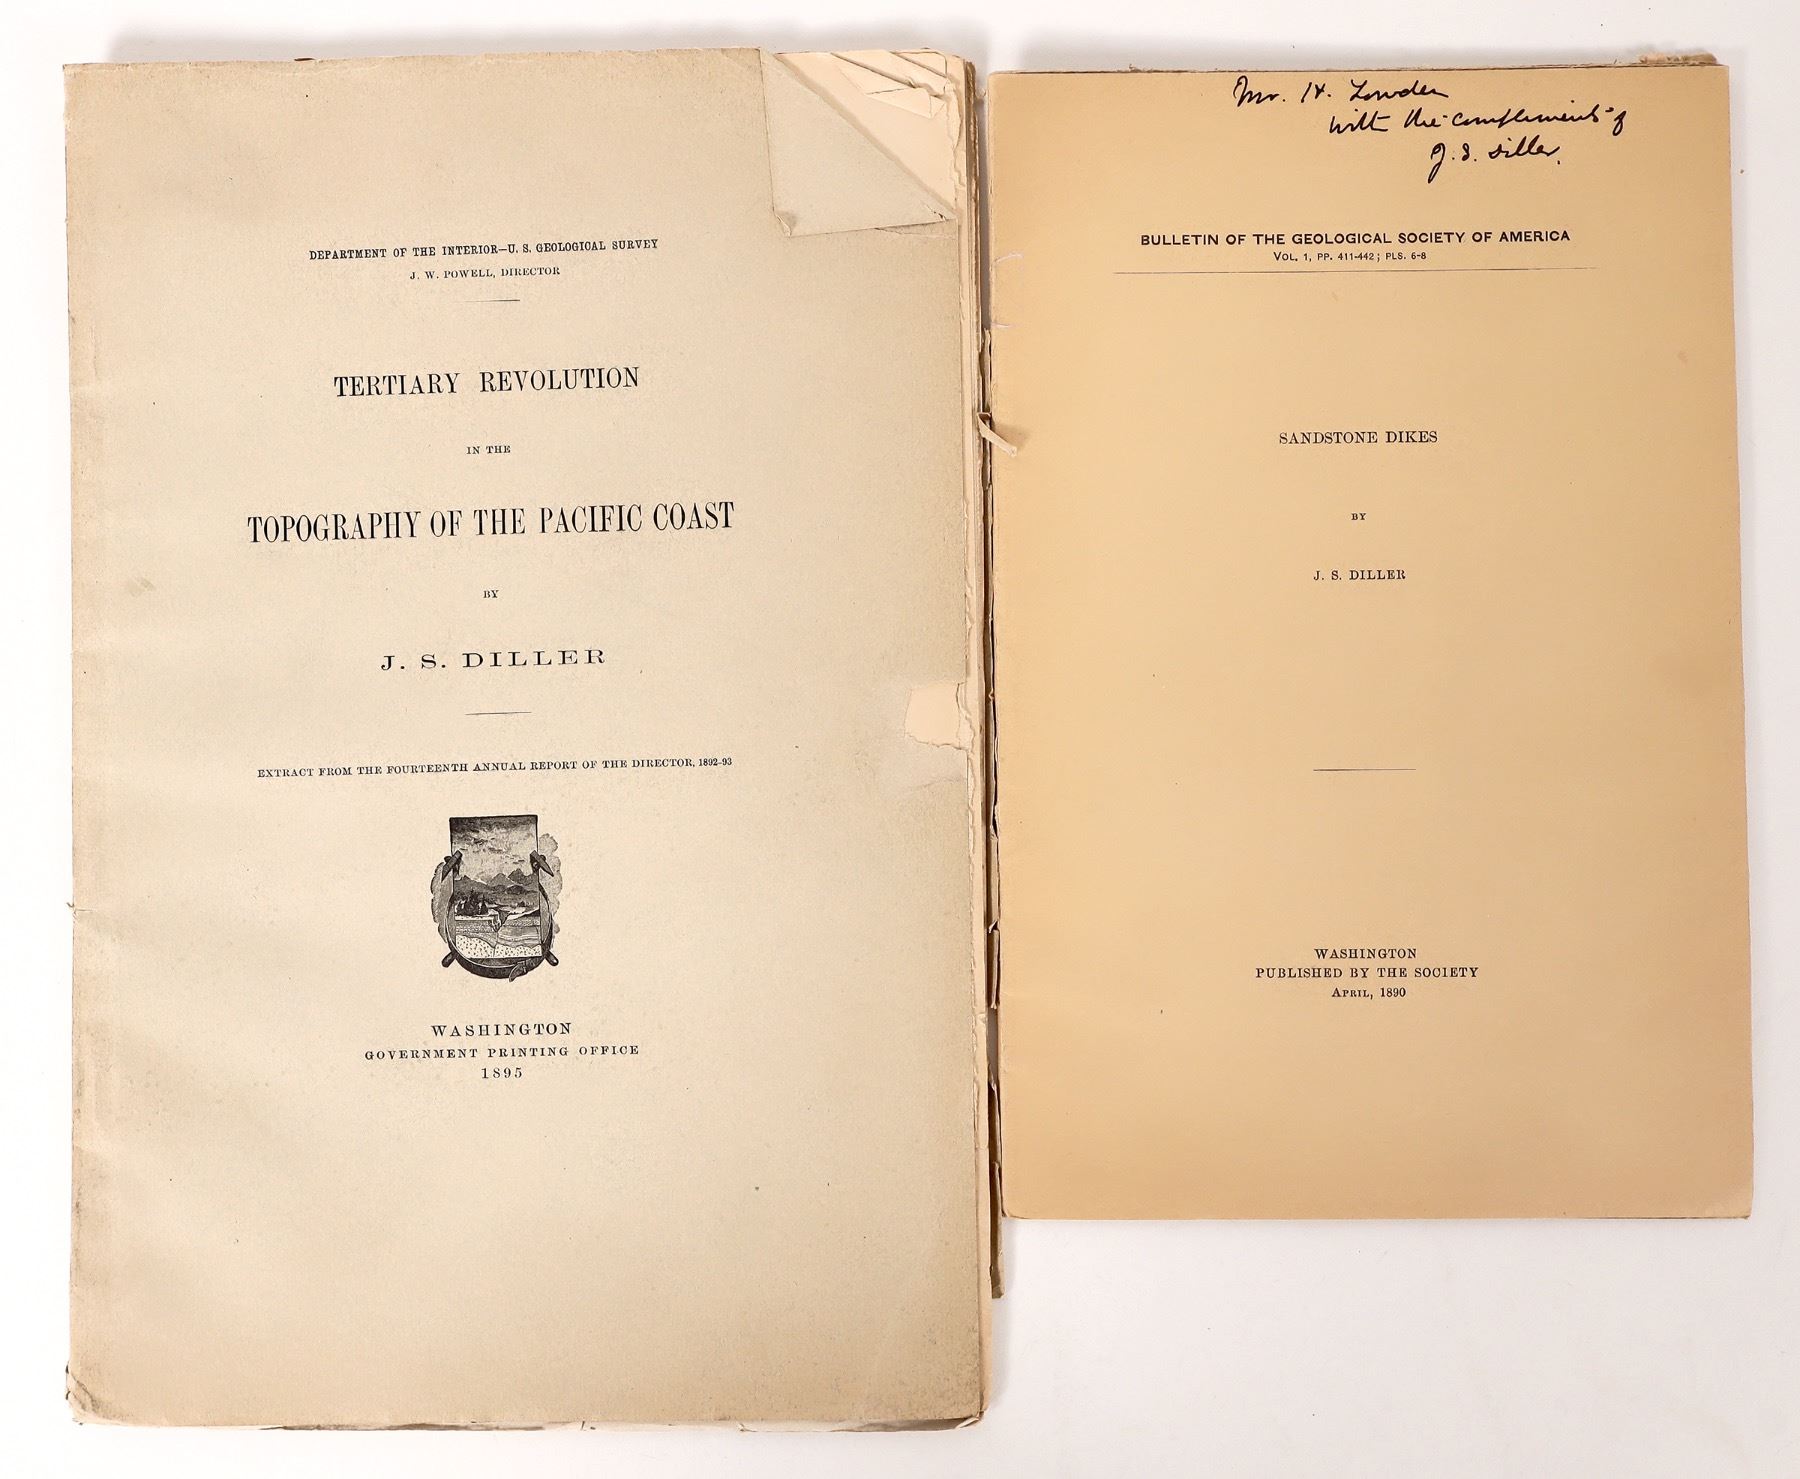 DEPARTMENT OF THE INTERIOR—U. S. GEOLOGICAL SURVEY
J. W. POWELL, DIRECTOR
TERTIARY REVOLUTION
IN THE
TOPOGRAPHY OF THE PACIFIC COAST
BY
J. S. DILLER
EXTRACT FROM THE FOURTEENTH ANNUAL REPORT OF THE DIRECTOR, 1892-93
WASHINGTON
GOVERNMENT PRINTING OFFICE
1895
Mr. H. Lowden
with the compliments of
J. S. Diller.
BULLETIN OF THE GEOLOGICAL SOCIETY OF AMERICA
VOL. 1, PP. 411-442; PLS. 6-8
SANDSTONE DIKES
BY
J. S. DILLER
WASHINGTON
PUBLISHED BY THE SOCIETY
APRIL, 1890